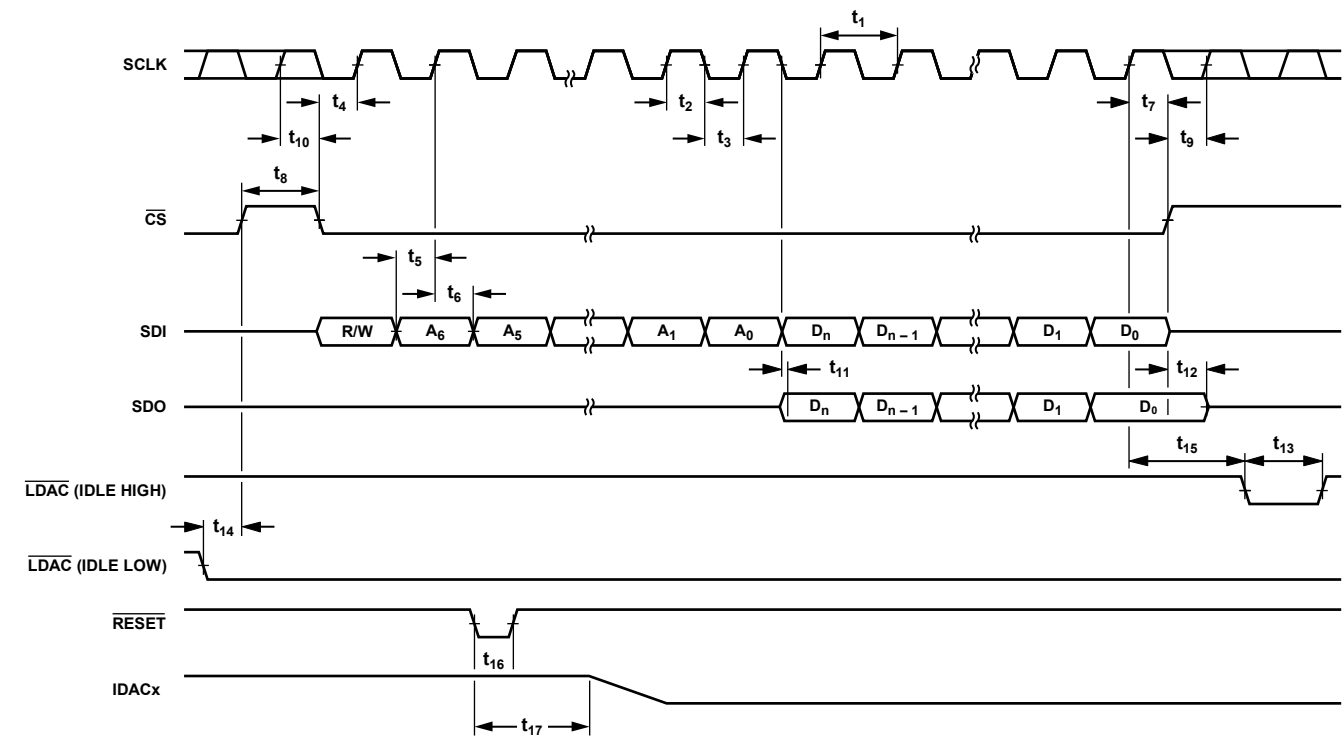 t1
SCLK
t4
t2
t7
t10
t3
t9
t8
CS
t5
t6
SDI R/W A6 A5 A1 A0 Dn Dn – 1 D1 D0
t11 t12
SDO Dn Dn – 1 D1 D0
t15 t13
LDAC (IDLE HIGH)
t14
LDAC (IDLE LOW)
RESET
t16
IDACx
t17